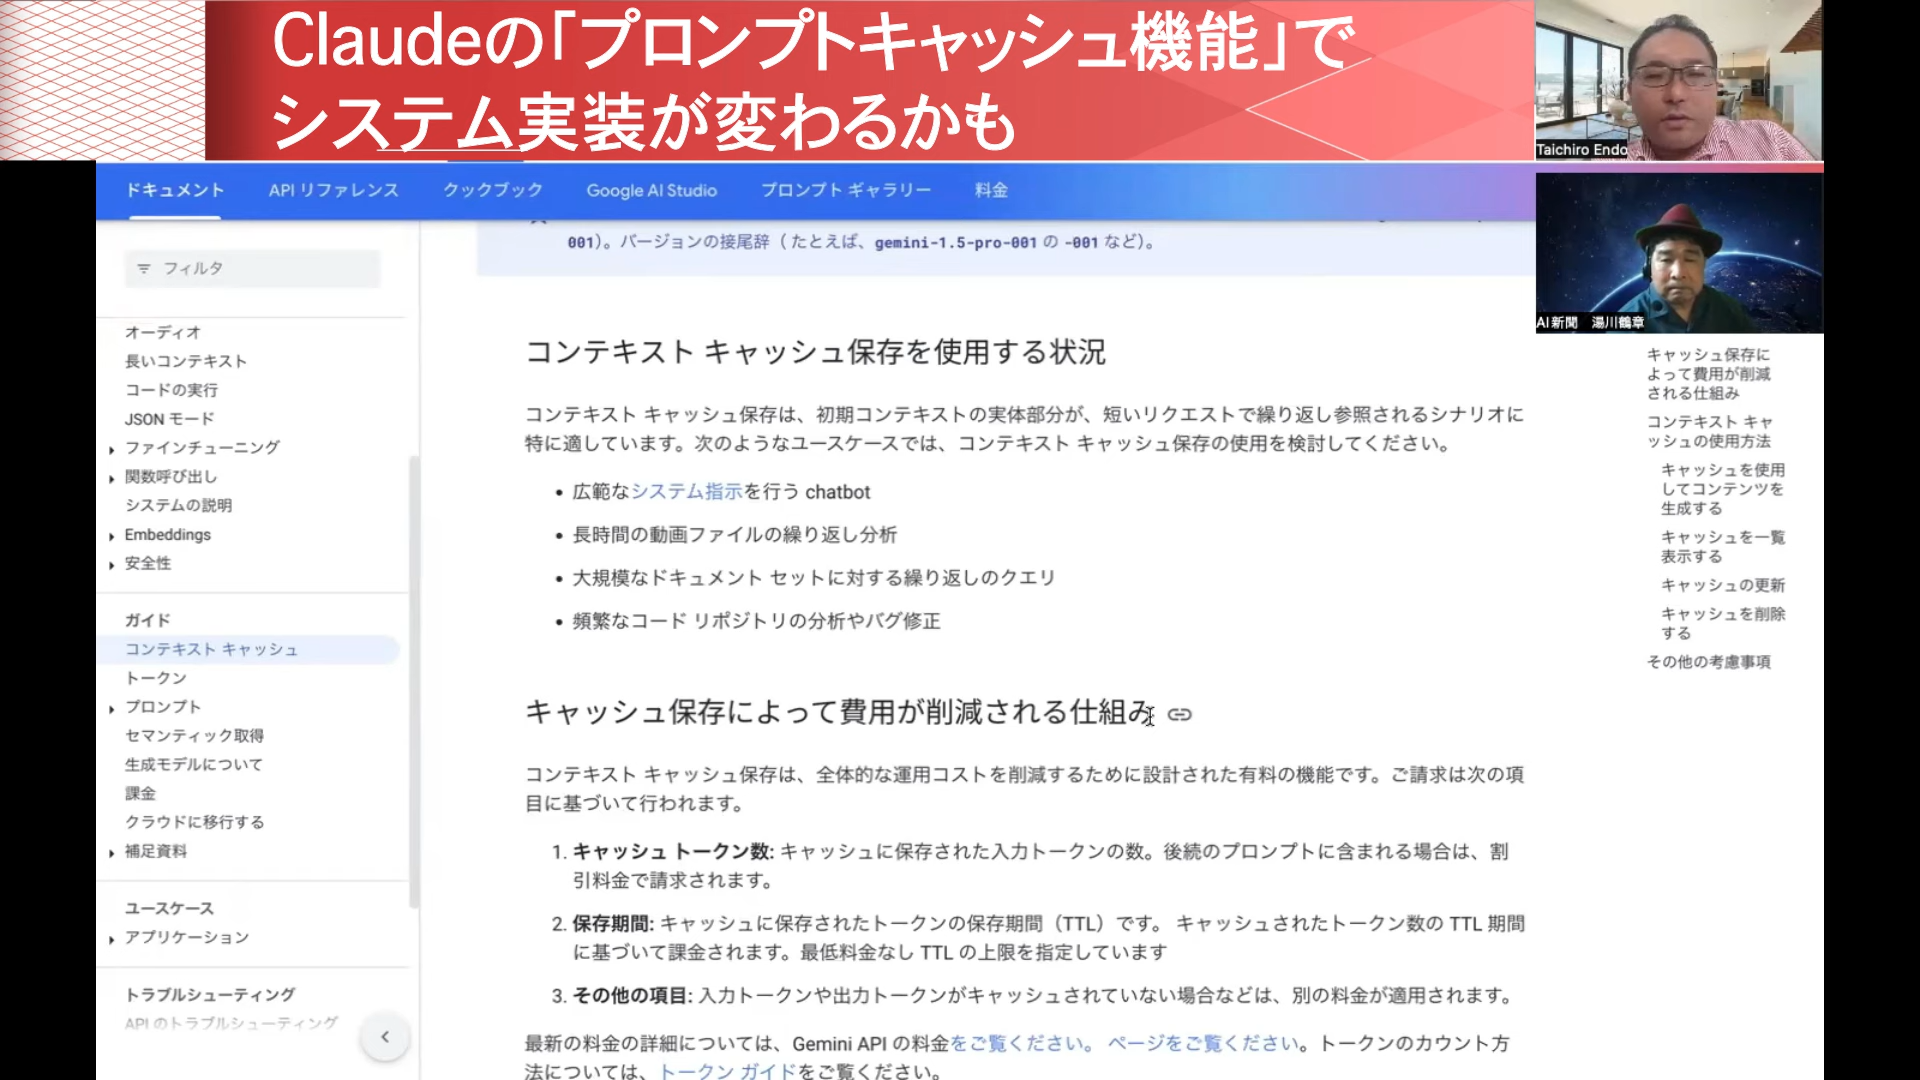 Claudeの「プロンプトキャッシュ機能」で
システム実装が変わるかも
Taichiro Endo
AI新聞 湯川鶴章
ドキュメント
API リファレンス
クックブック
Google AI Studio
プロンプト ギャラリー
料金
フィルタ
オーディオ
長いコンテキスト
コードの実行
JSON モード
ファインチューニング
関数呼び出し
システムの説明
Embeddings
安全性
ガイド
コンテキスト キャッシュ
トークン
プロンプト
セマンティック取得
生成モデルについて
課金
クラウドに移行する
補足資料
ユースケース
アプリケーション
トラブルシューティング
APIのトラブルシューティング
001)。バージョンの接尾辞（たとえば、gemini-1.5-pro-001 の -001 など)。
コンテキスト キャッシュ保存を使用する状況
コンテキスト キャッシュ保存は、初期コンテキストの実体部分が、短いリクエストで繰り返し参照されるシナリオに
特に適しています。次のようなユースケースでは、コンテキスト キャッシュ保存の使用を検討してください。
• 広範なシステム指示を行う chatbot
• 長時間の動画ファイルの繰り返し分析
• 大規模なドキュメント セットに対する繰り返しのクエリ
• 頻繁なコード リポジトリの分析やバグ修正
キャッシュ保存によって費用が削減される仕組み
コンテキスト キャッシュ保存は、全体的な運用コストを削減するために設計された有料の機能です。ご請求は次の項
目に基づいて行われます。
1. キャッシュ トークン数: キャッシュに保存された入力トークンの数。後続のプロンプトに含まれる場合は、割
引料金で請求されます。
2. 保存期間: キャッシュに保存されたトークンの保存期間（TTL）です。 キャッシュされたトークン数の TTL 期間
に基づいて課金されます。最低料金なし TTL の上限を指定しています
3. その他の項目: 入力トークンや出力トークンがキャッシュされていない場合などは、別の料金が適用されます。
最新の料金の詳細については、Gemini API の料金をご覧ください。 ページをご覧ください。トークンのカウント方
法については、トークン ガイドをご覧ください。
キャッシュ保存に
よって費用が削減
される仕組み
コンテキスト キャ
ッシュの使用方法
キャッシュを使用
してコンテンツを
生成する
キャッシュを一覧
表示する
キャッシュの更新
キャッシュを削除
する
その他の考慮事項